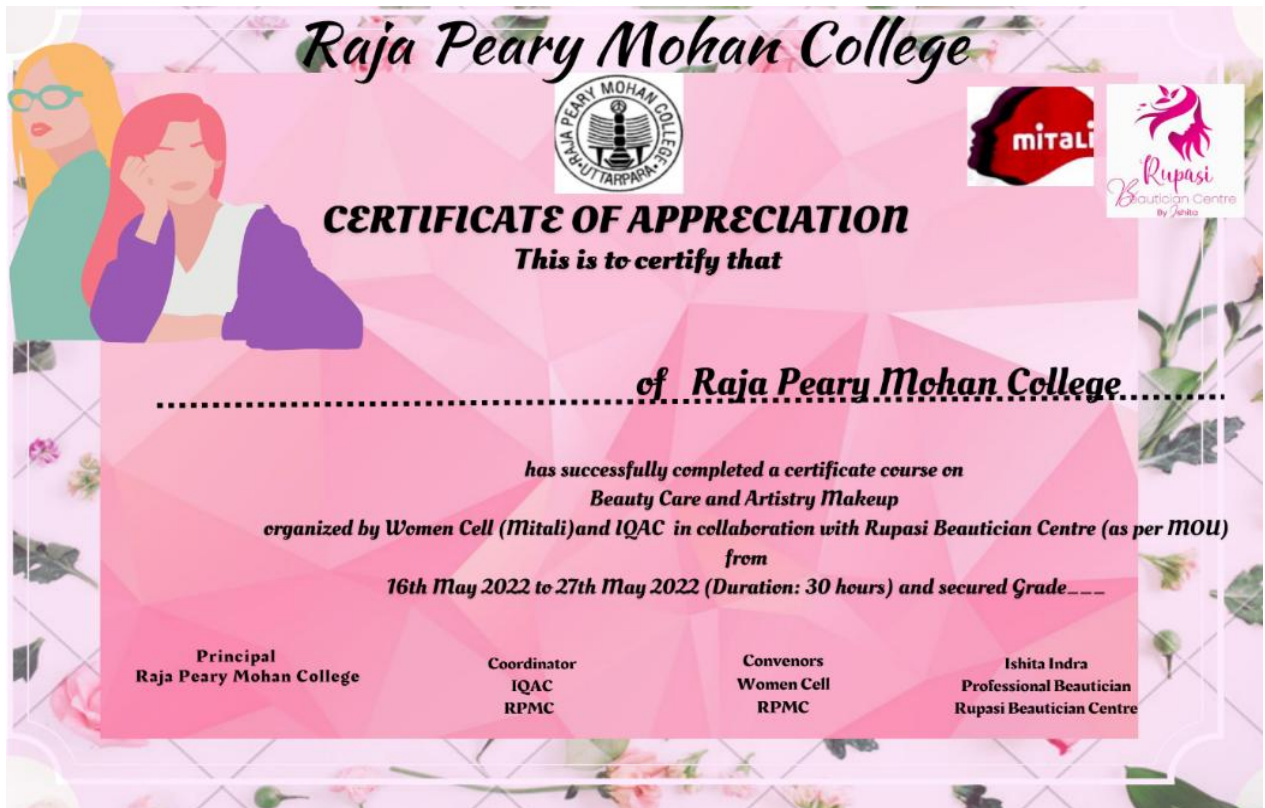 Raja Peary Mohan College
RAJA PEARY MOHAN COLLEGE
UTTARPARA
mitali
Rupasi
Beautician Centre
By Ishita
CERTIFICATE OF APPRECIATION
This is to certify that
of Raja Peary Mohan College
has successfully completed a certificate course on
Beauty Care and Artistry Makeup
organized by Women Cell (Mitali)and IQAC in collaboration with Rupasi Beautician Centre (as per MOU)
from
16th May 2022 to 27th May 2022 (Duration: 30 hours) and secured Grade___
Principal
Raja Peary Mohan College
Coordinator
IQAC
RPMC
Convenors
Women Cell
RPMC
Ishita Indra
Professional Beautician
Rupasi Beautician Centre